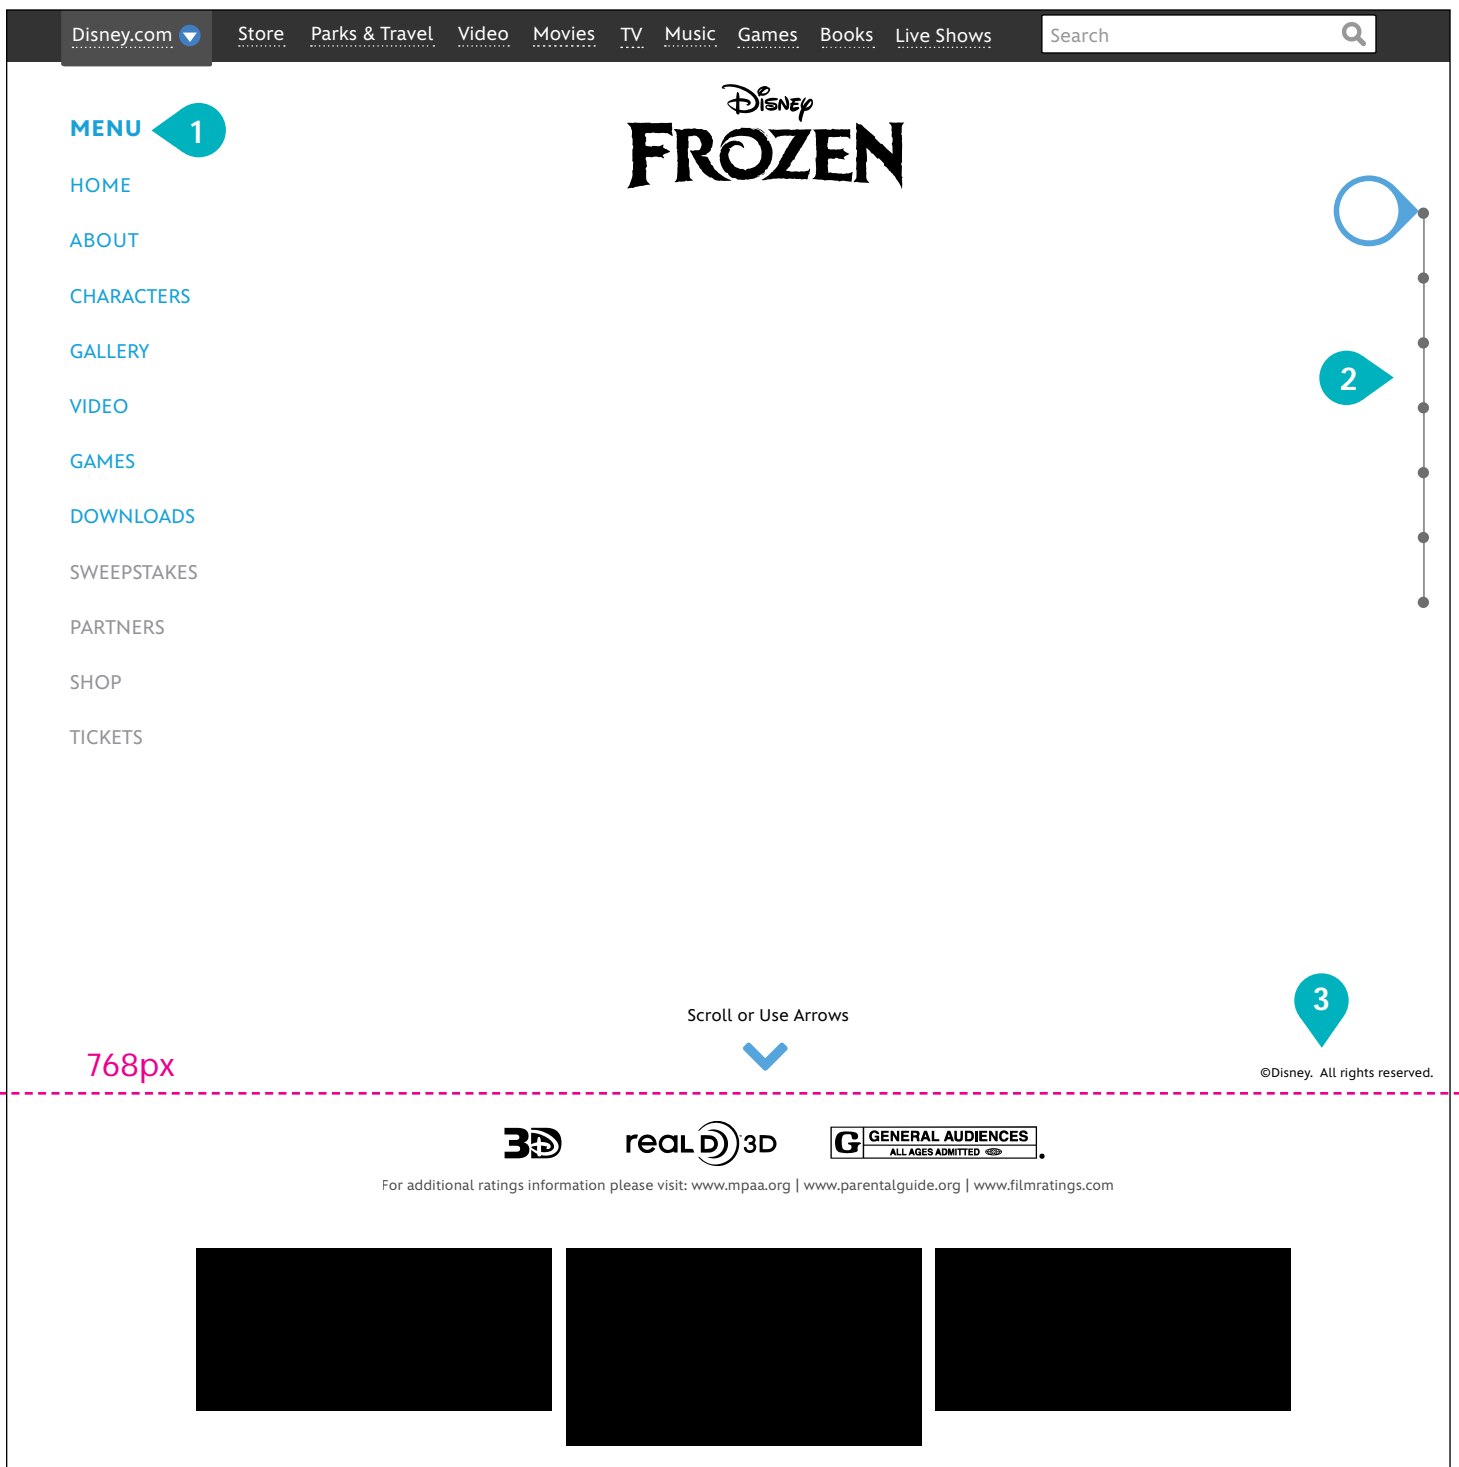 Disney.com Store Parks & Travel Video Movies TV Music Games Books Live Shows Search
Disney
FROZEN
MENU 1
HOME
ABOUT
CHARACTERS
GALLERY
VIDEO
2
GAMES
DOWNLOADS
SWEEPSTAKES
PARTNERS
SHOP
TICKETS
3
Scroll or Use Arrows
768px
©Disney. All rights reserved.
3D
REAL D 3D
G GENERAL AUDIENCES
ALL AGES ADMITTED
For additional ratings information please visit: www.mpaa.org | www.parentalguide.org | www.filmratings.com